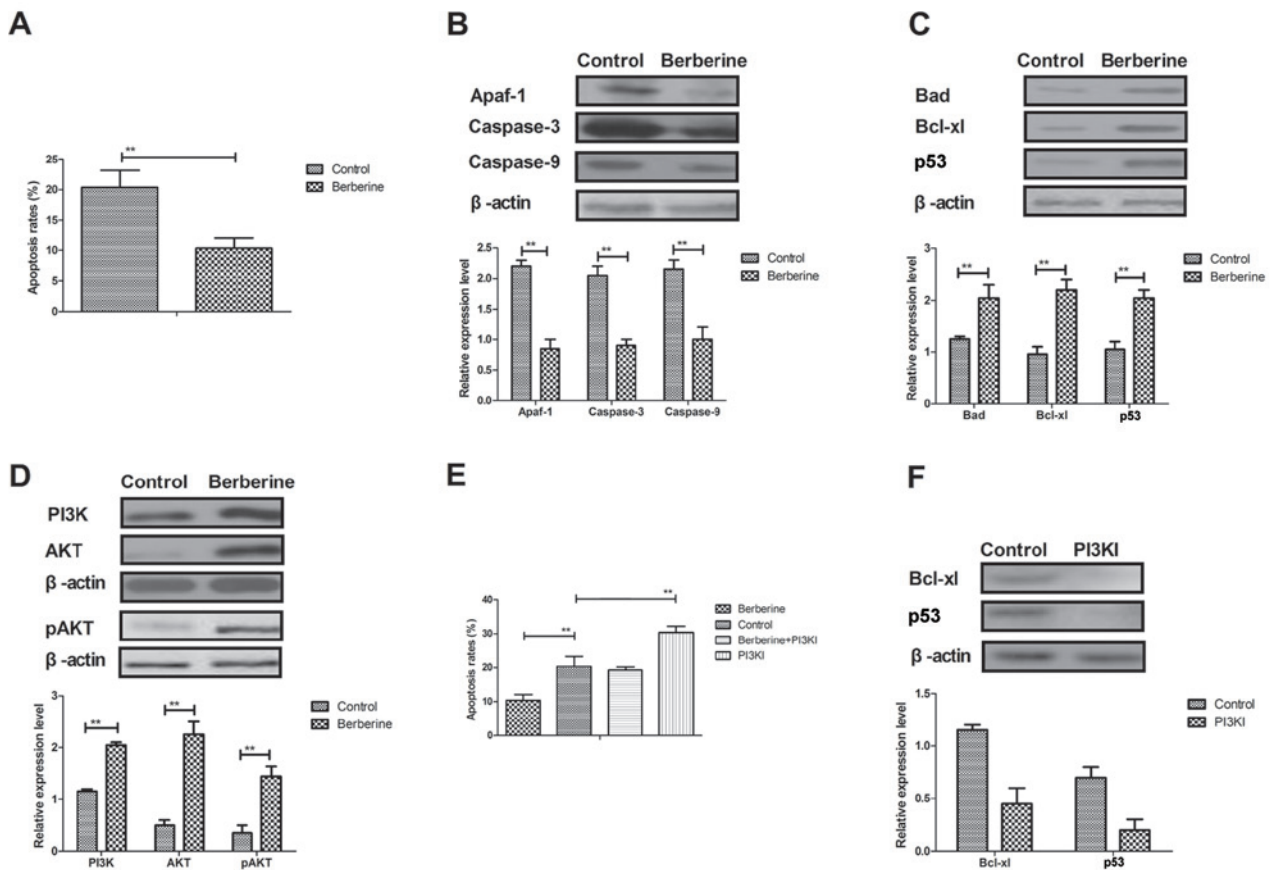 A
Apoptosis rates (%)
25
20
15
10
5
0
**
Control
Berberine
B
Control Berberine
Apaf-1
Caspase-3
Caspase-9
β -actin
Relative expression level
2.5
2.0
1.5
1.0
0.5
0.0
** ** **
Control
Berberine
Apaf-1 Caspase-3 Caspase-9
C
Control Berberine
Bad
Bcl-xl
p53
β -actin
Relative expression level
3
2
1
0
** ** **
Control
Berberine
Bad Bcl-xl p53
D
Control Berberine
PI3K
AKT
β -actin
pAKT
β -actin
Relative expression level
3
2
1
0
** ** **
Control
Berberine
PI3K AKT pAKT
E
Apoptosis rates (%)
40
30
20
10
0
** **
Berberine
Control
Berberine+PI3KI
PI3KI
F
Control PI3KI
Bcl-xl
p53
β -actin
Relative expression level
1.5
1.0
0.5
0.0
Control
PI3KI
Bcl-xl p53